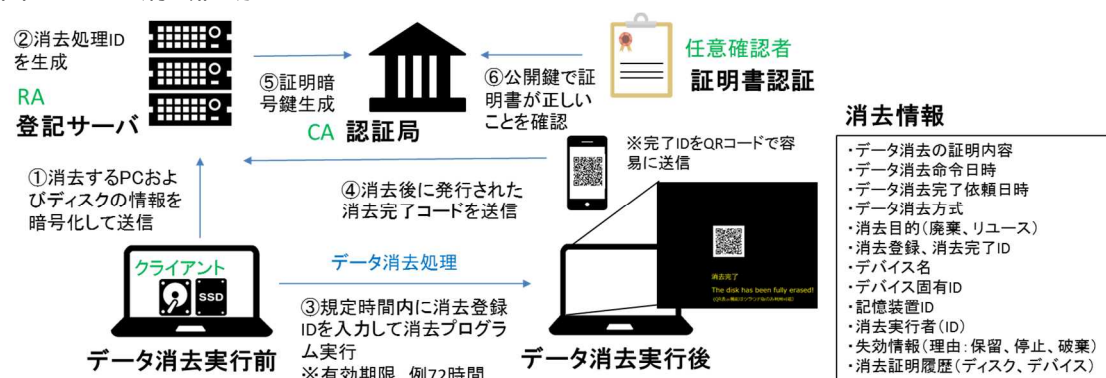 ②消去処理ID
を生成
RA
登記サーバ
⑤証明暗
号鍵生成
CA 認証局
⑥公開鍵で証
明書が正しい
ことを確認
任意確認者
証明書認証
①消去するPCおよ
びディスクの情報を
暗号化して送信
④消去後に発行された
消去完了コードを送信
※完了IDをQRコードで容
易に送信
クライアント
SSD
データ消去実行前
データ消去処理
③規定時間内に消去登録
IDを入力して消去プログラ
ム実行
※有効期限 例72時間
消去完了
The disk has been fully erased!
データ消去実行後
消去情報
・データ消去の証明内容
・データ消去命令日時
・データ消去完了依頼日時
・データ消去方式
・消去目的(廃棄、リユース)
・消去登録、消去完了ID
・デバイス名
・デバイス固有ID
・記憶装置ID
・消去実行者(ID)
・失効情報(理由:保留、停止、破棄)
・消去証明履歴(ディスク、デバイス)